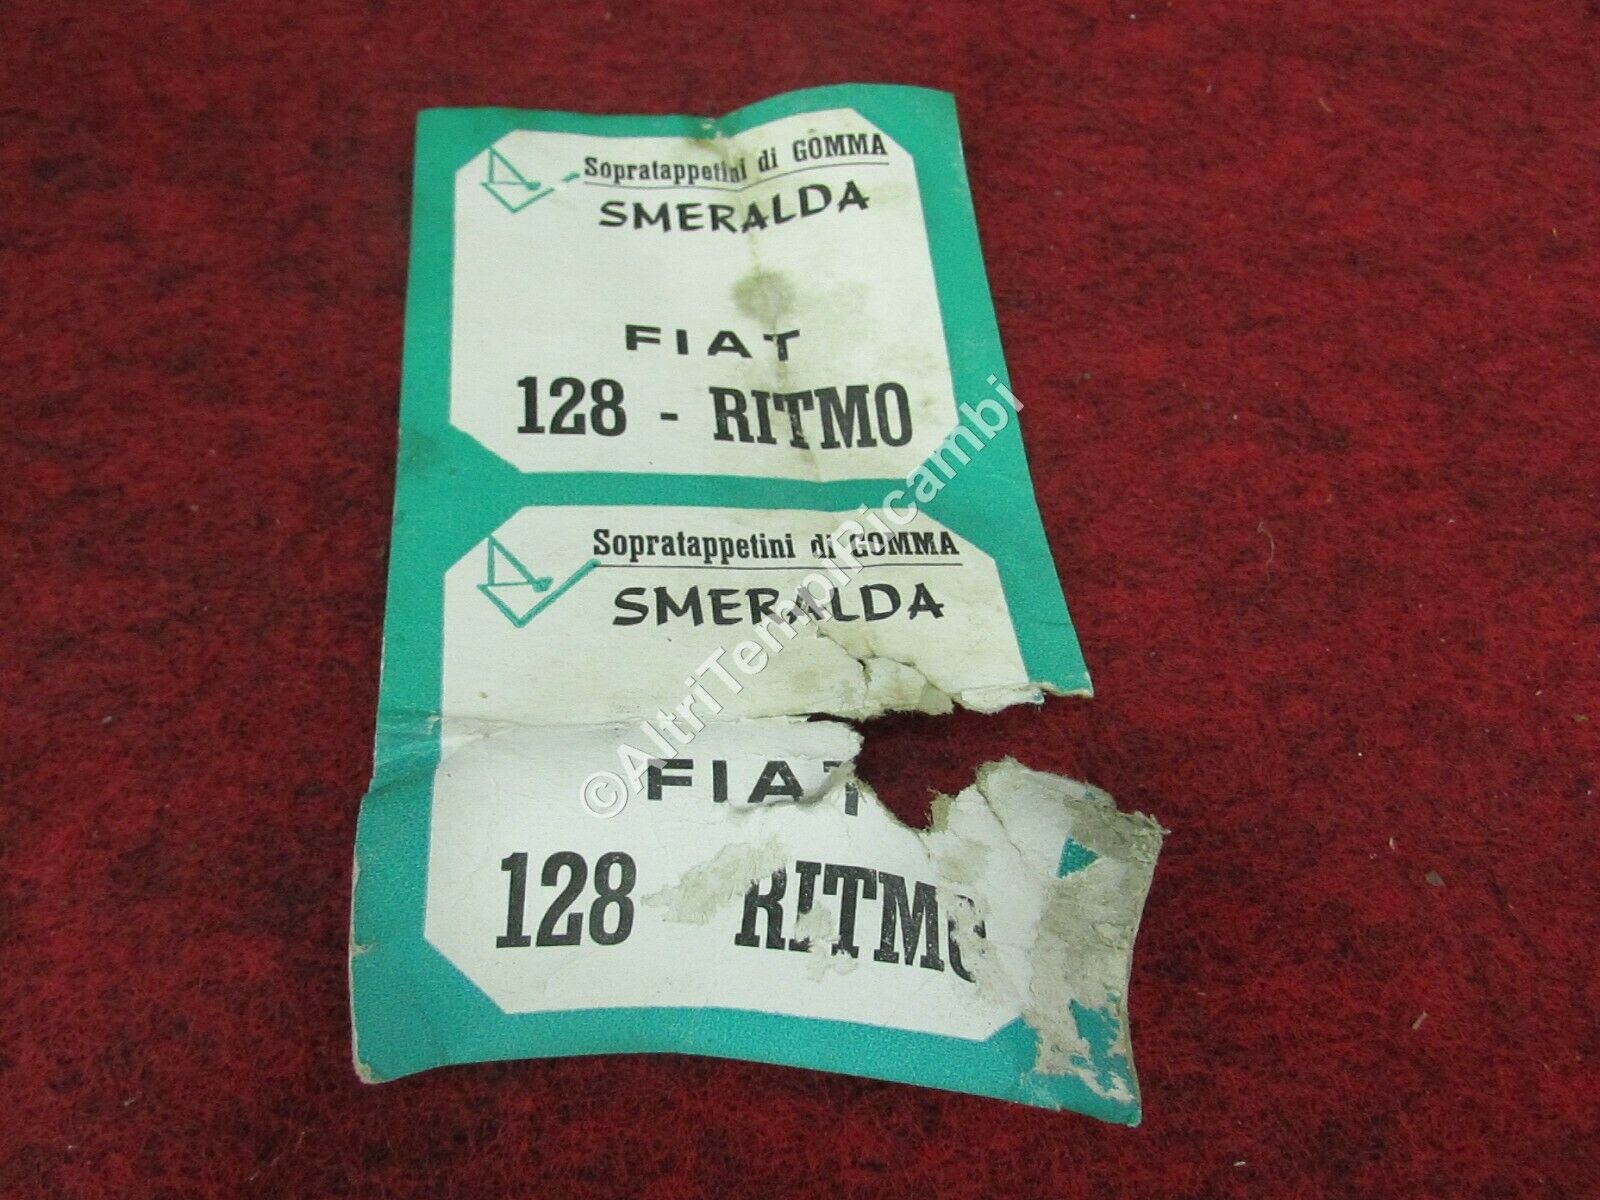 Sopratappetini di GOMMA
SMERALDA
FIAT
128 - RITMO
Sopratappetini di GOMMA
SMERALDA
FIAT
128 RITMO
©AltriTempiRicambi